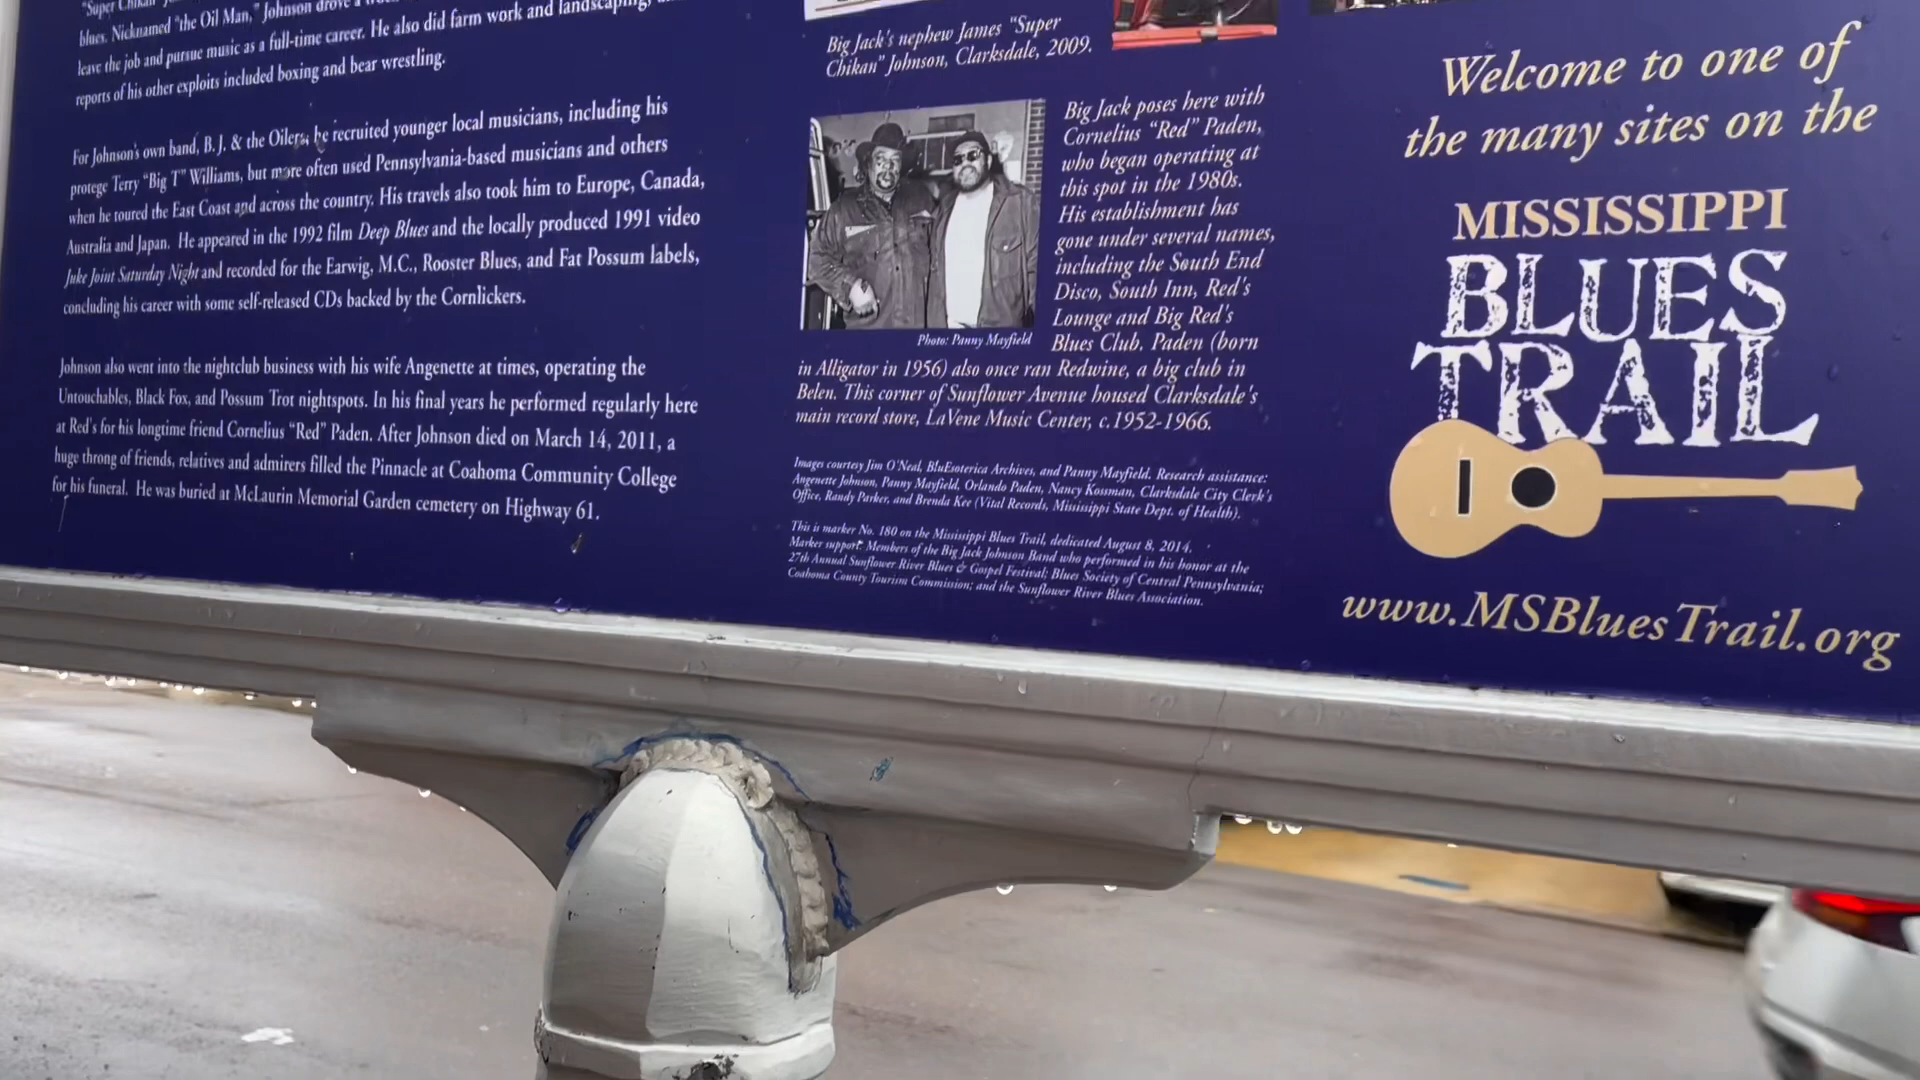 "Super Chikan"
blues. Nicknamed "the Oil Man," Johnson drove a
leave the job and pursue music as a full-time career. He also did farm work and landscaping,
reports of his other exploits included boxing and bear wrestling.
For Johnson's own band, B.J. & the Oilers, he recruited younger local musicians, including his
protege Terry "Big T" Williams, but more often used Pennsylvania-based musicians and others
when he toured the East Coast and across the country. His travels also took him to Europe, Canada,
Australia and Japan. He appeared in the 1992 film Deep Blues and the locally produced 1991 video
Juke Joint Saturday Night and recorded for the Earwig, M.C., Rooster Blues, and Fat Possum labels,
concluding his career with some self-released CDs backed by the Cornlickers.
Johnson also went into the nightclub business with his wife Angenette at times, operating the
Untouchables, Black Fox, and Possum Trot nightspots. In his final years he performed regularly here
at Red's for his longtime friend Cornelius "Red" Paden. After Johnson died on March 14, 2011, a
huge throng of friends, relatives and admirers filled the Pinnacle at Coahoma Community College
for his funeral. He was buried at McLaurin Memorial Garden cemetery on Highway 61.
Big Jack's nephew James "Super
Chikan" Johnson, Clarksdale, 2009.
Big Jack poses here with
Cornelius "Red" Paden,
who began operating at
this spot in the 1980s.
His establishment has
gone under several names,
including the South End
Disco, South Inn, Red's
Lounge and Big Red's
Photo: Panny Mayfield
Blues Club. Paden (born
in Alligator in 1956) also once ran Redwine, a big club in
Belen. This corner of Sunflower Avenue housed Clarksdale's
main record store, LaVene Music Center, c.1952-1966.
Images courtesy Jim O'Neal, BluEsoterica Archives, and Panny Mayfield. Research assistance:
Angenette Johnson, Panny Mayfield, Orlando Paden, Nancy Kossman, Clarksdale City Clerk's
Office, Randy Parker, and Brenda Kee (Vital Records, Mississippi State Dept. of Health).
This is marker No. 180 on the Mississippi Blues Trail, dedicated August 8, 2014.
Marker support: Members of the Big Jack Johnson Band who performed in his honor at the
27th Annual Sunflower River Blues & Gospel Festival; Blues Society of Central Pennsylvania;
Coahoma County Tourism Commission; and the Sunflower River Blues Association.
Welcome to one of
the many sites on the
MISSISSIPPI
BLUES
TRAIL
www.MSBluesTrail.org